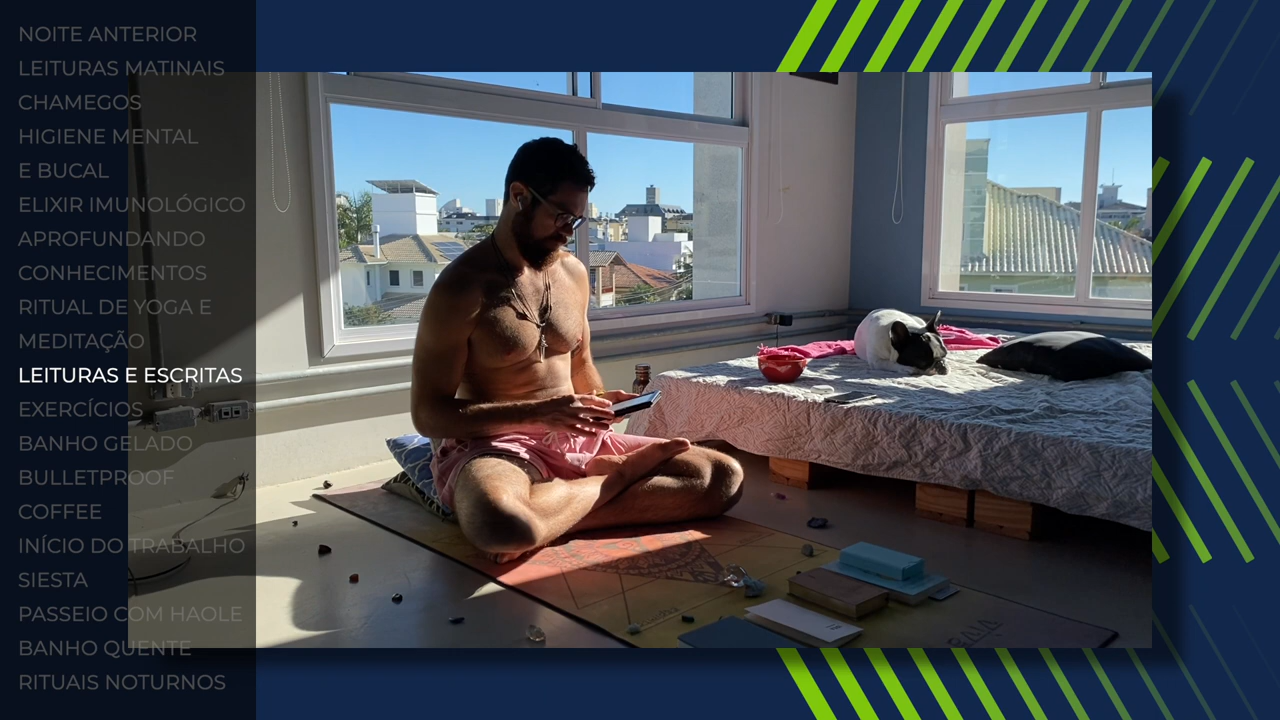 NOITE ANTERIOR
LEITURAS MATINAIS
CHAMEGOS
HIGIENE MENTAL
E BUCAL
ELIXIR IMUNOLÓGICO
APROFUNDANDO
CONHECIMENTOS
RITUAL DE YOGA E
MEDITAÇÃO
LEITURAS E ESCRITAS
EXERCÍCIOS
BANHO GELADO
BULLETPROOF
COFFEE
INÍCIO DO TRABALHO
SIESTA
PASSEIO COM HAOLE
BANHO QUENTE
RITUAIS NOTURNOS